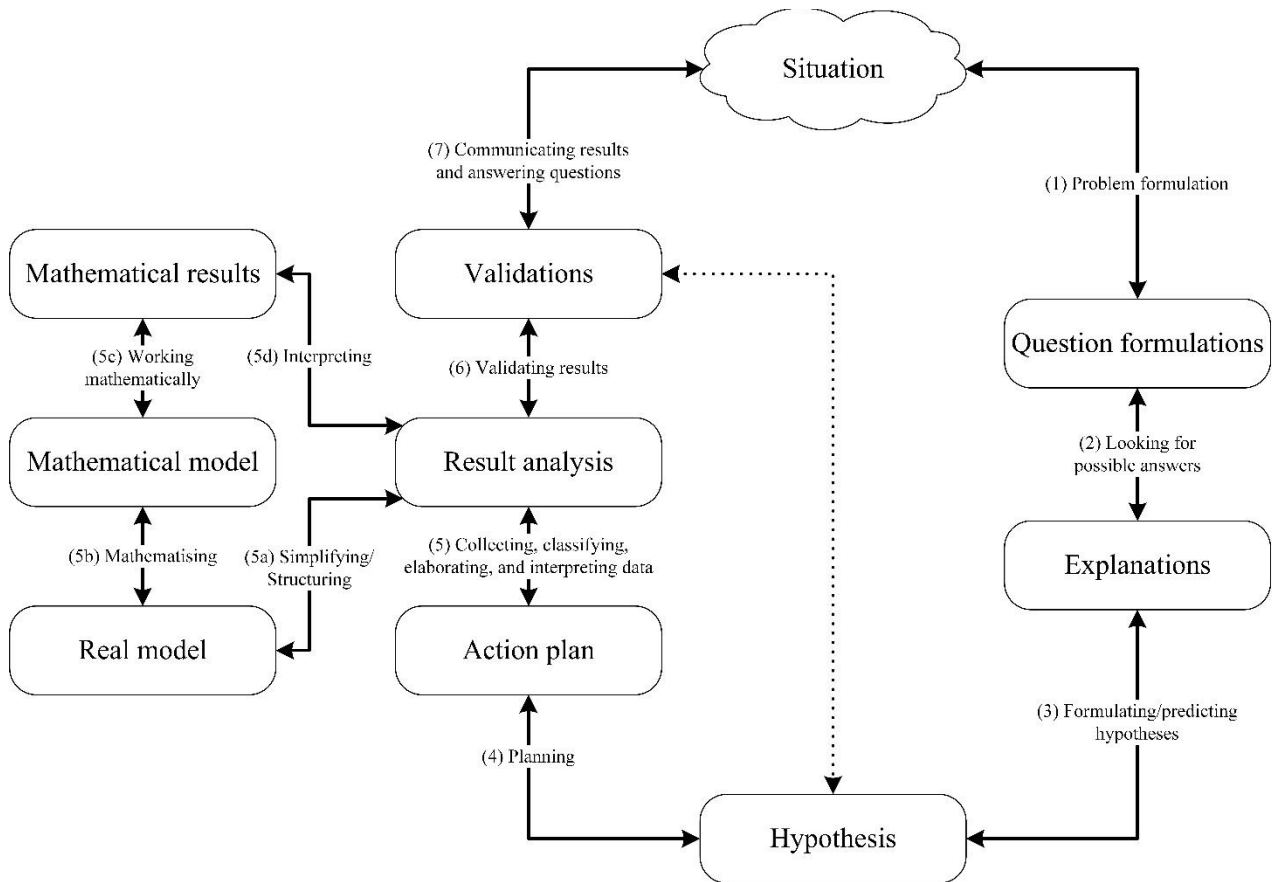 Situation
(7) Communicating results
and answering questions
(1) Problem formulation
Mathematical results
Validations
Question formulations
(5c) Working
mathematically
(5d) Interpreting
(6) Validating results
(2) Looking for
possible answers
Mathematical model
Result analysis
Explanations
(5b) Mathematising
(5a) Simplifying/
Structuring
(5) Collecting, classifying,
elaborating, and interpreting data
Real model
Action plan
(3) Formulating/predicting
hypotheses
(4) Planning
Hypothesis